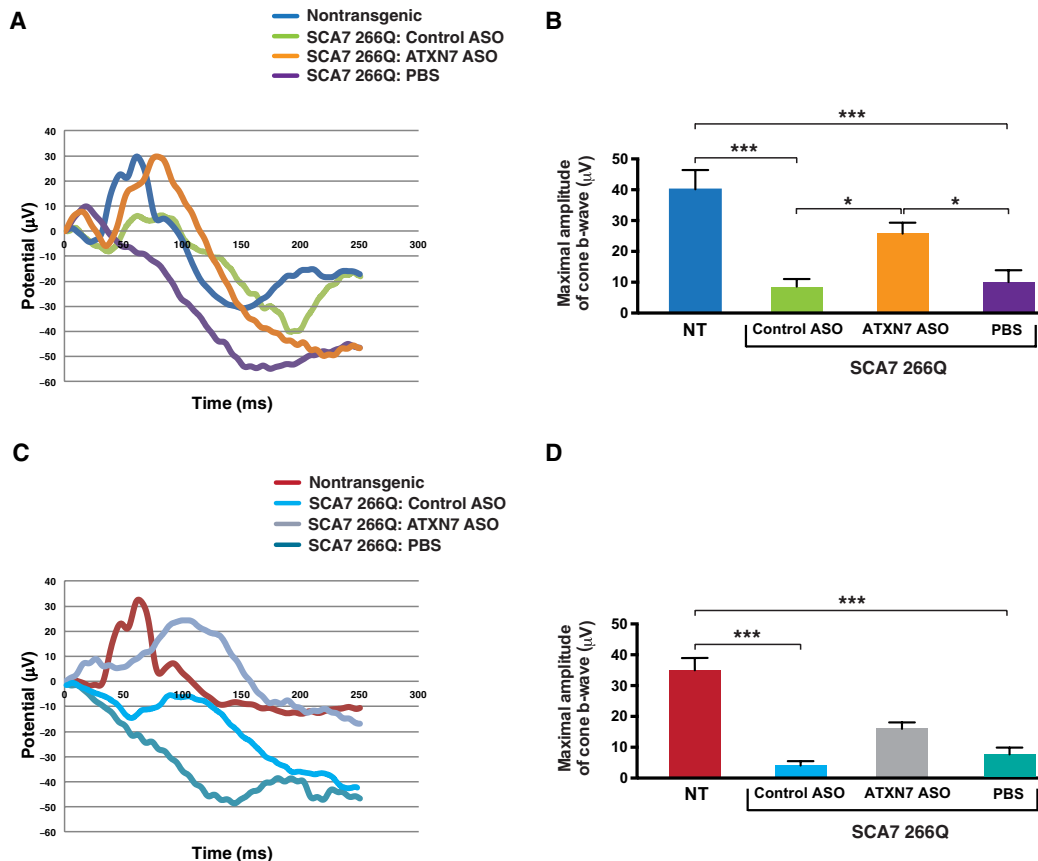 A
Nontransgenic
SCA7 266Q: Control ASO
SCA7 266Q: ATXN7 ASO
SCA7 266Q: PBS
40
30
20
10
0
–10
–20
–30
–40
–50
–60
0 50 100 150 200 250 300
Potential (μV)
Time (ms)
B
***
***
* *
50
40
30
20
10
0
Maximal amplitude
of cone b-wave (μV)
NT Control ASO ATXN7 ASO PBS
SCA7 266Q
C
Nontransgenic
SCA7 266Q: Control ASO
SCA7 266Q: ATXN7 ASO
SCA7 266Q: PBS
40
30
20
10
0
–10
–20
–30
–40
–50
–60
0 50 100 150 200 250 300
Potential (μV)
Time (ms)
D
***
***
50
40
30
20
10
0
Maximal amplitude
of cone b-wave (μV)
NT Control ASO ATXN7 ASO PBS
SCA7 266Q